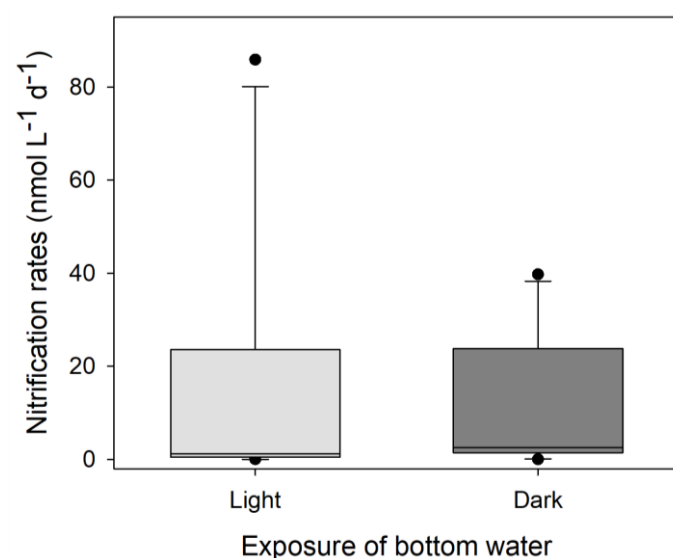 Nitrification rates (nmol L-1 d-1)
80
60
40
20
0
Light Dark
Exposure of bottom water